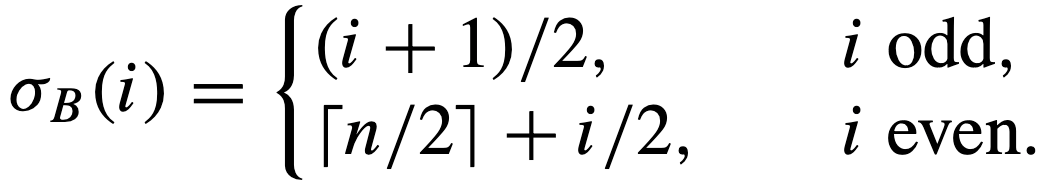 σ_B(i) = { (i + 1)/2, i odd,
⌈n/2⌉ + i/2, i even.